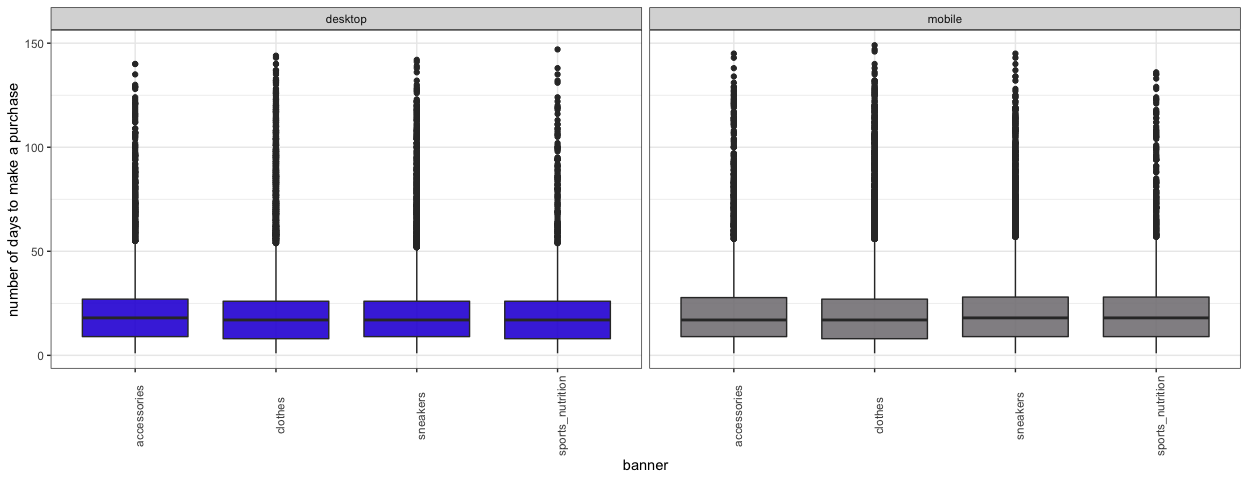 desktop
mobile
number of days to make a purchase
150
100
50
0
accessories
clothes
sneakers
sports_nutrition
accessories
clothes
sneakers
sports_nutrition
banner